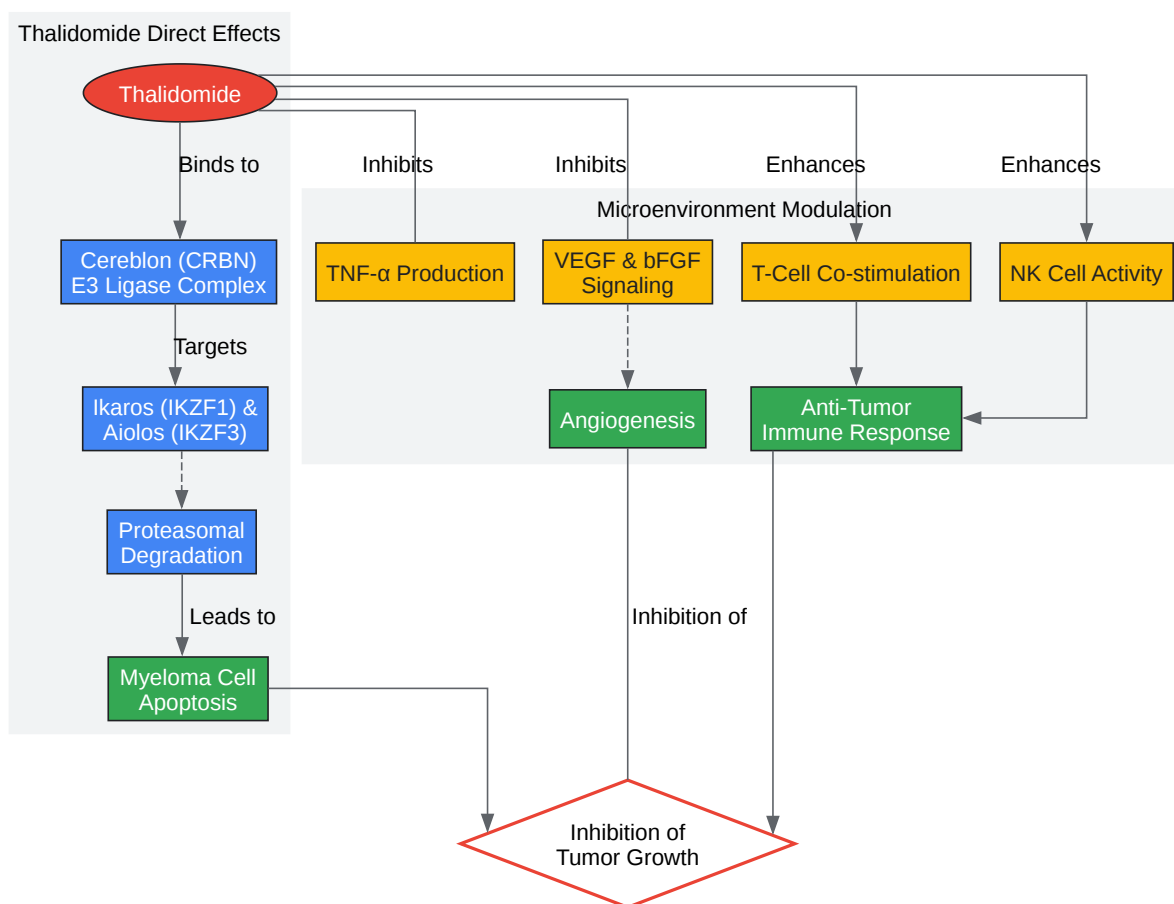 Thalidomide Direct Effects
Thalidomide
Binds to
Inhibits
Inhibits
Enhances
Enhances
Microenvironment Modulation
Cereblon (CRBN)
E3 Ligase Complex
TNF-α Production
VEGF & bFGF
Signaling
T-Cell Co-stimulation
NK Cell Activity
Targets
Ikaros (IKZF1) &
Aiolos (IKZF3)
Angiogenesis
Anti-Tumor
Immune Response
Proteasomal
Degradation
Leads to
Inhibition of
Myeloma Cell
Apoptosis
Inhibition of
Tumor Growth